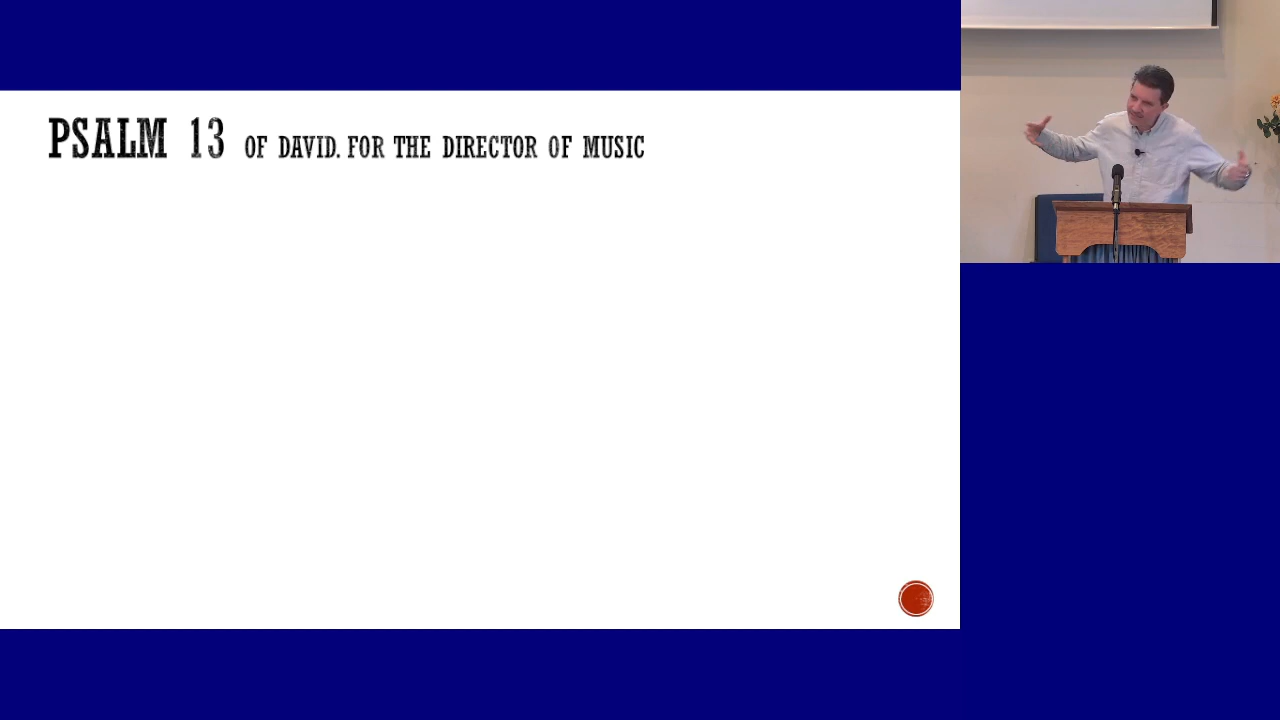 PSALM 13 OF DAVID. FOR THE DIRECTOR OF MUSIC